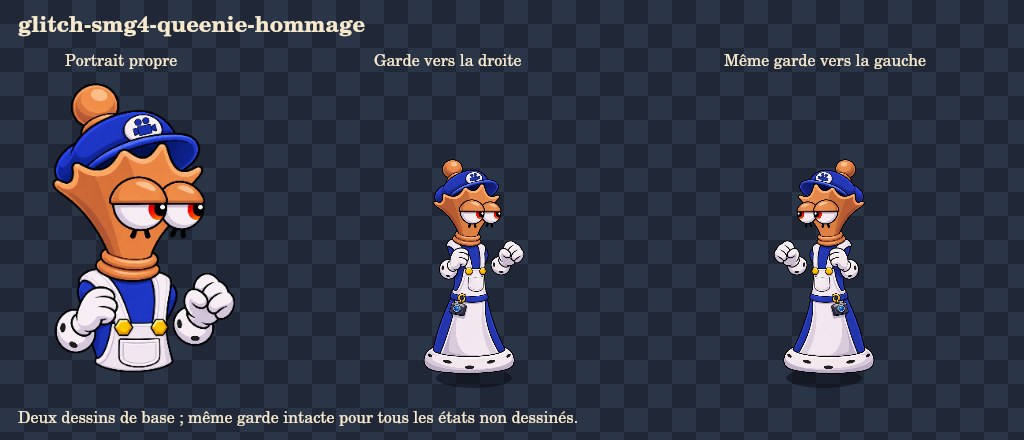 glitch-smg4-queenie-hommage
Portrait propre
Garde vers la droite
Même garde vers la gauche
Deux dessins de base ; même garde intacte pour tous les états non dessinés.